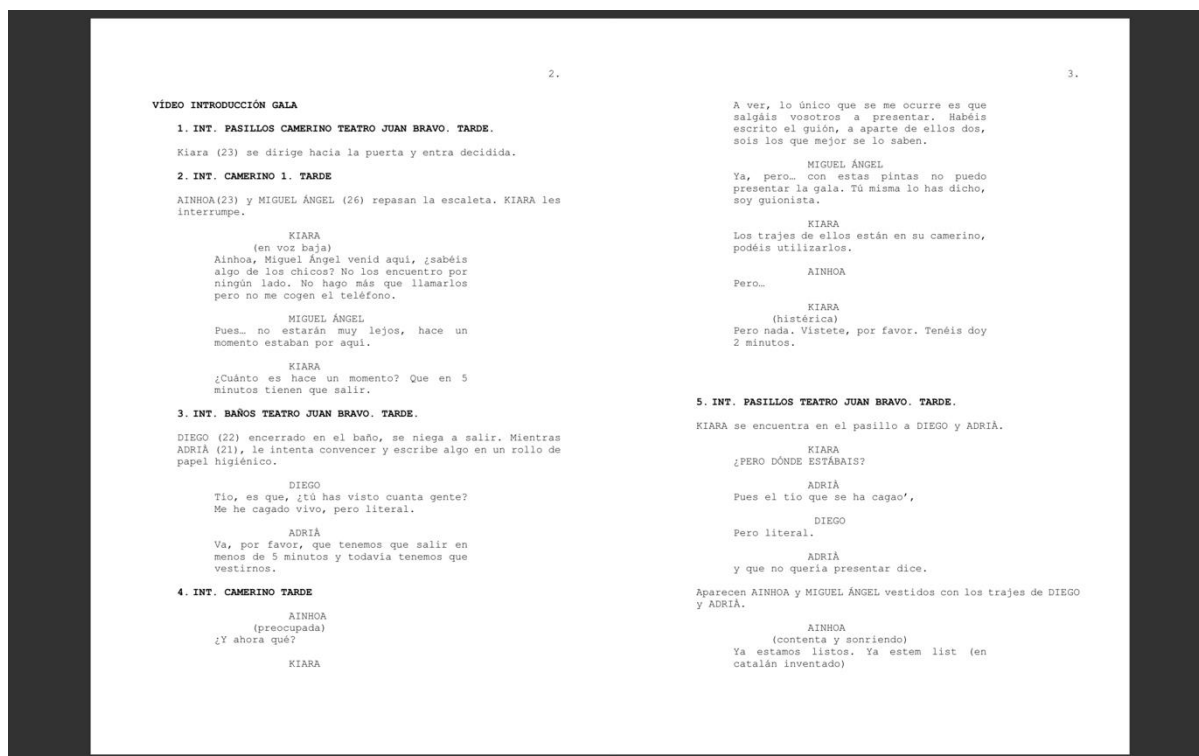 2.
VÍDEO INTRODUCCIÓN GALA
1. INT. PASILLOS CAMERINO TEATRO JUAN BRAVO. TARDE.
Kiara (23) se dirige hacia la puerta y entra decidida.
2. INT. CAMERINO 1. TARDE
AINHOA(23) y MIGUEL ÁNGEL (26) repasan la escaleta. KIARA les
interrumpe.
KIARA
(en voz baja)
Ainhoa, Miguel Ángel venid aquí, ¿sabéis
algo de los chicos? No los encuentro por
ningún lado. No hago más que llamarlos
pero no me cogen el teléfono.
MIGUEL ÁNGEL
Pues… no estarán muy lejos, hace un
momento estaban por aquí.
KIARA
¿Cuánto es hace un momento? Que en 5
minutos tienen que salir.
3. INT. BAÑOS TEATRO JUAN BRAVO. TARDE.
DIEGO (22) encerrado en el baño, se niega a salir. Mientras
ADRIÀ (21), le intenta convencer y escribe algo en un rollo de
papel higiénico.
DIEGO
Tío, es que, ¿tú has visto cuanta gente?
Me he cagado vivo, pero literal.
ADRIÀ
Va, por favor, que tenemos que salir en
menos de 5 minutos y todavía tenemos que
vestirnos.
4. INT. CAMERINO TARDE
AINHOA
(preocupada)
¿Y ahora qué?
KIARA
3.
A ver, lo único que se me ocurre es que
salgáis vosotros a presentar. Habéis
escrito el guión, a aparte de ellos dos,
sois los que mejor se lo saben.
MIGUEL ÁNGEL
Ya, pero… con estas pintas no puedo
presentar la gala. Tú misma lo has dicho,
soy guionista.
KIARA
Los trajes de ellos están en su camerino,
podéis utilizarlos.
AINHOA
Pero…
KIARA
(histérica)
Pero nada. Vístete, por favor. Tenéis doy
2 minutos.
5. INT. PASILLOS TEATRO JUAN BRAVO. TARDE.
KIARA se encuentra en el pasillo a DIEGO y ADRIÀ.
KIARA
¿PERO DÓNDE ESTÁBAIS?
ADRIÀ
Pues el tío que se ha cagao’,
DIEGO
Pero literal.
ADRIÀ
y que no quería presentar dice.
Aparecen AINHOA y MIGUEL ÁNGEL vestidos con los trajes de DIEGO
y ADRIÀ.
AINHOA
(contenta y sonriendo)
Ya estamos listos. Ya estem list (en
catalán inventado)